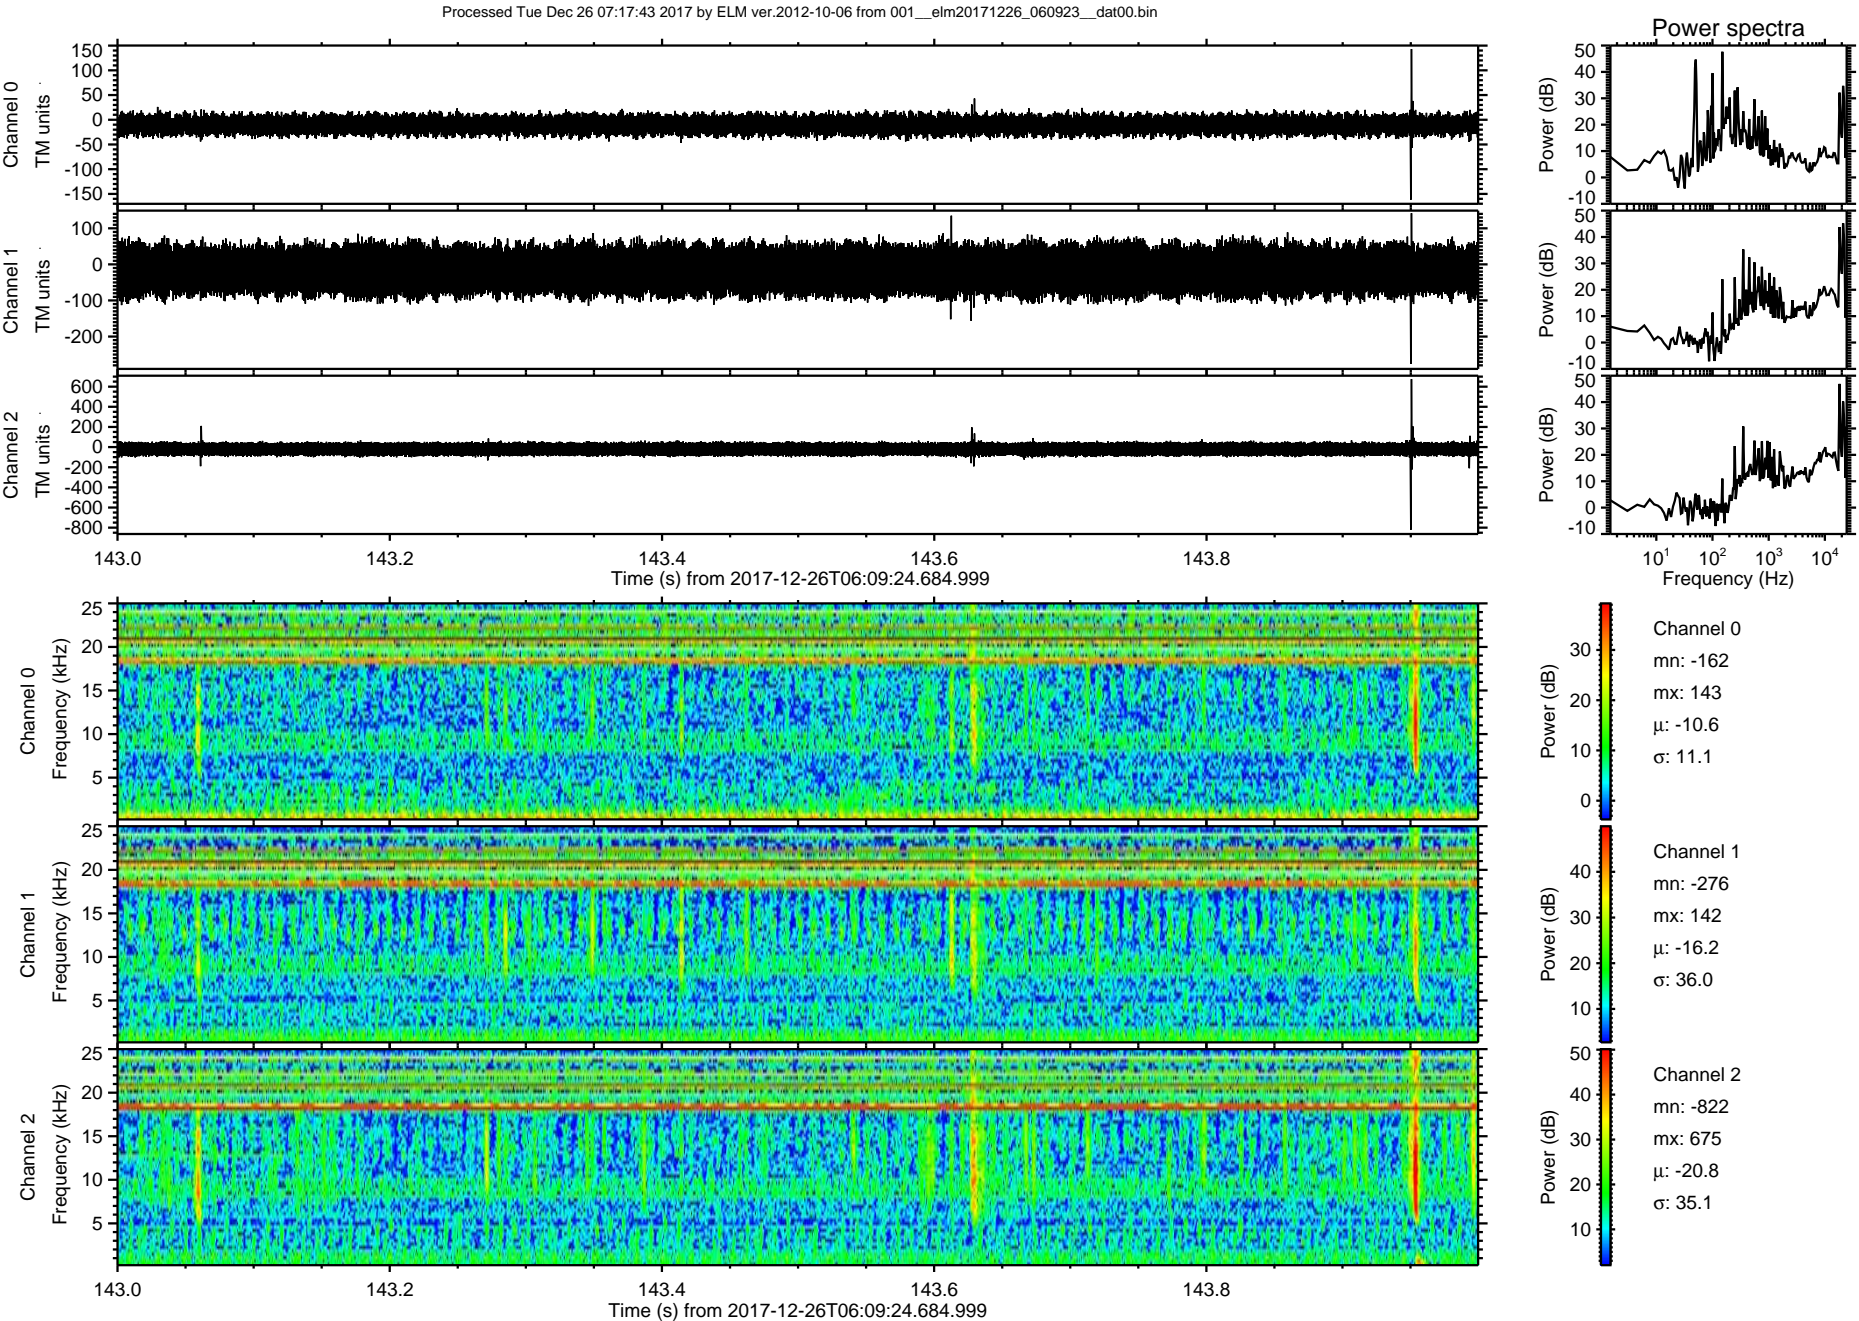 Processed Tue Dec 26 07:17:43 2017 by ELM ver.2012-10-06 from 001__elm20171226_060923__dat00.bin
Power spectra
Channel 0
TM units
150
100
50
0
-50
-100
-150
Power (dB)
50
40
30
20
10
0
-10
Channel 1
TM units
100
0
-100
-200
Power (dB)
50
40
30
20
10
0
-10
Channel 2
TM units
600
400
200
0
-200
-400
-600
-800
Power (dB)
50
40
30
20
10
0
-10
143.0 143.2 143.4 143.6 143.8
Time (s) from 2017-12-26T06:09:24.684.999
10^1 10^2 10^3 10^4
Frequency (Hz)
Channel 0
Frequency (kHz)
25
20
15
10
5
Power (dB)
30
20
10
0
Channel 0
mn: -162
mx: 143
µ: -10.6
σ: 11.1
Channel 1
Frequency (kHz)
25
20
15
10
5
Power (dB)
40
30
20
10
Channel 1
mn: -276
mx: 142
µ: -16.2
σ: 36.0
Channel 2
Frequency (kHz)
25
20
15
10
5
Power (dB)
50
40
30
20
10
Channel 2
mn: -822
mx: 675
µ: -20.8
σ: 35.1
143.0 143.2 143.4 143.6 143.8
Time (s) from 2017-12-26T06:09:24.684.999